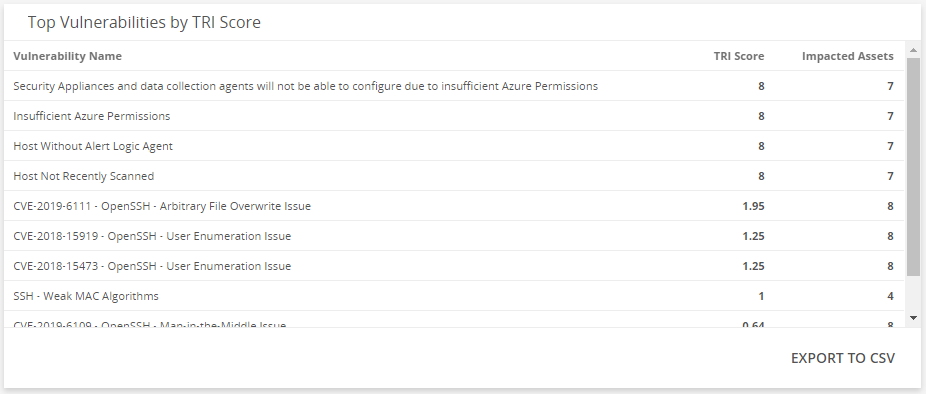 Top Vulnerabilities by TRI Score
Vulnerability Name TRI Score Impacted Assets
Security Appliances and data collection agents will not be able to configure due to insufficient Azure Permissions 8 7
Insufficient Azure Permissions 8 7
Host Without Alert Logic Agent 8 7
Host Not Recently Scanned 8 7
CVE-2019-6111 - OpenSSH - Arbitrary File Overwrite Issue 1.95 8
CVE-2018-15919 - OpenSSH - User Enumeration Issue 1.25 8
CVE-2018-15473 - OpenSSH - User Enumeration Issue 1.25 8
SSH - Weak MAC Algorithms 1 4
CVE-2019-6109 - OpenSSH - Man-in-the-Middle Issue 0.64 8
EXPORT TO CSV